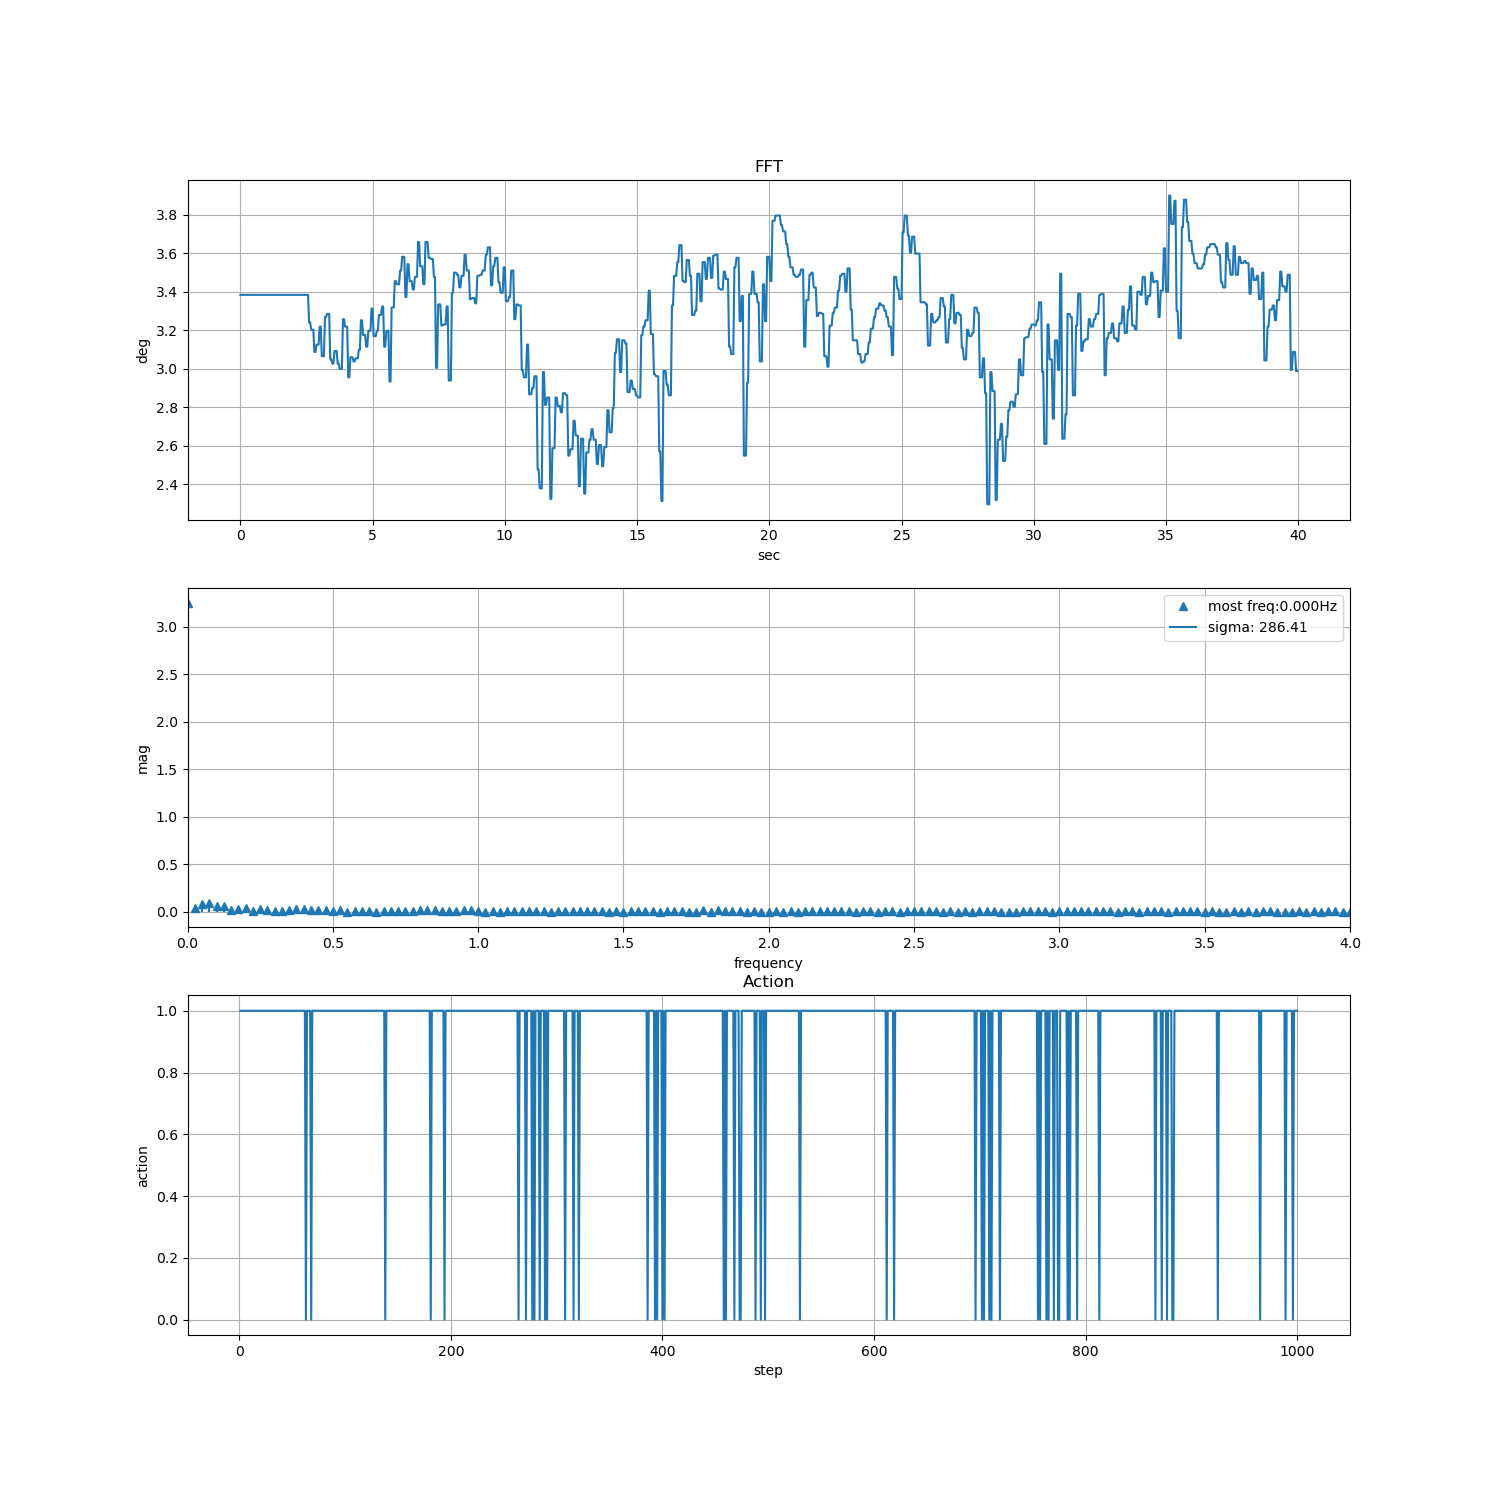 FFT
3.8
3.6
3.4
3.2
3.0
2.8
2.6
2.4
deg
0 5 10 15 20 25 30 35 40
sec
most freq:0.000Hz
sigma: 286.41
3.0
2.5
2.0
1.5
1.0
0.5
0.0
mag
0.0 0.5 1.0 1.5 2.0 2.5 3.0 3.5 4.0
frequency
Action
1.0
0.8
0.6
0.4
0.2
0.0
action
0 200 400 600 800 1000
step